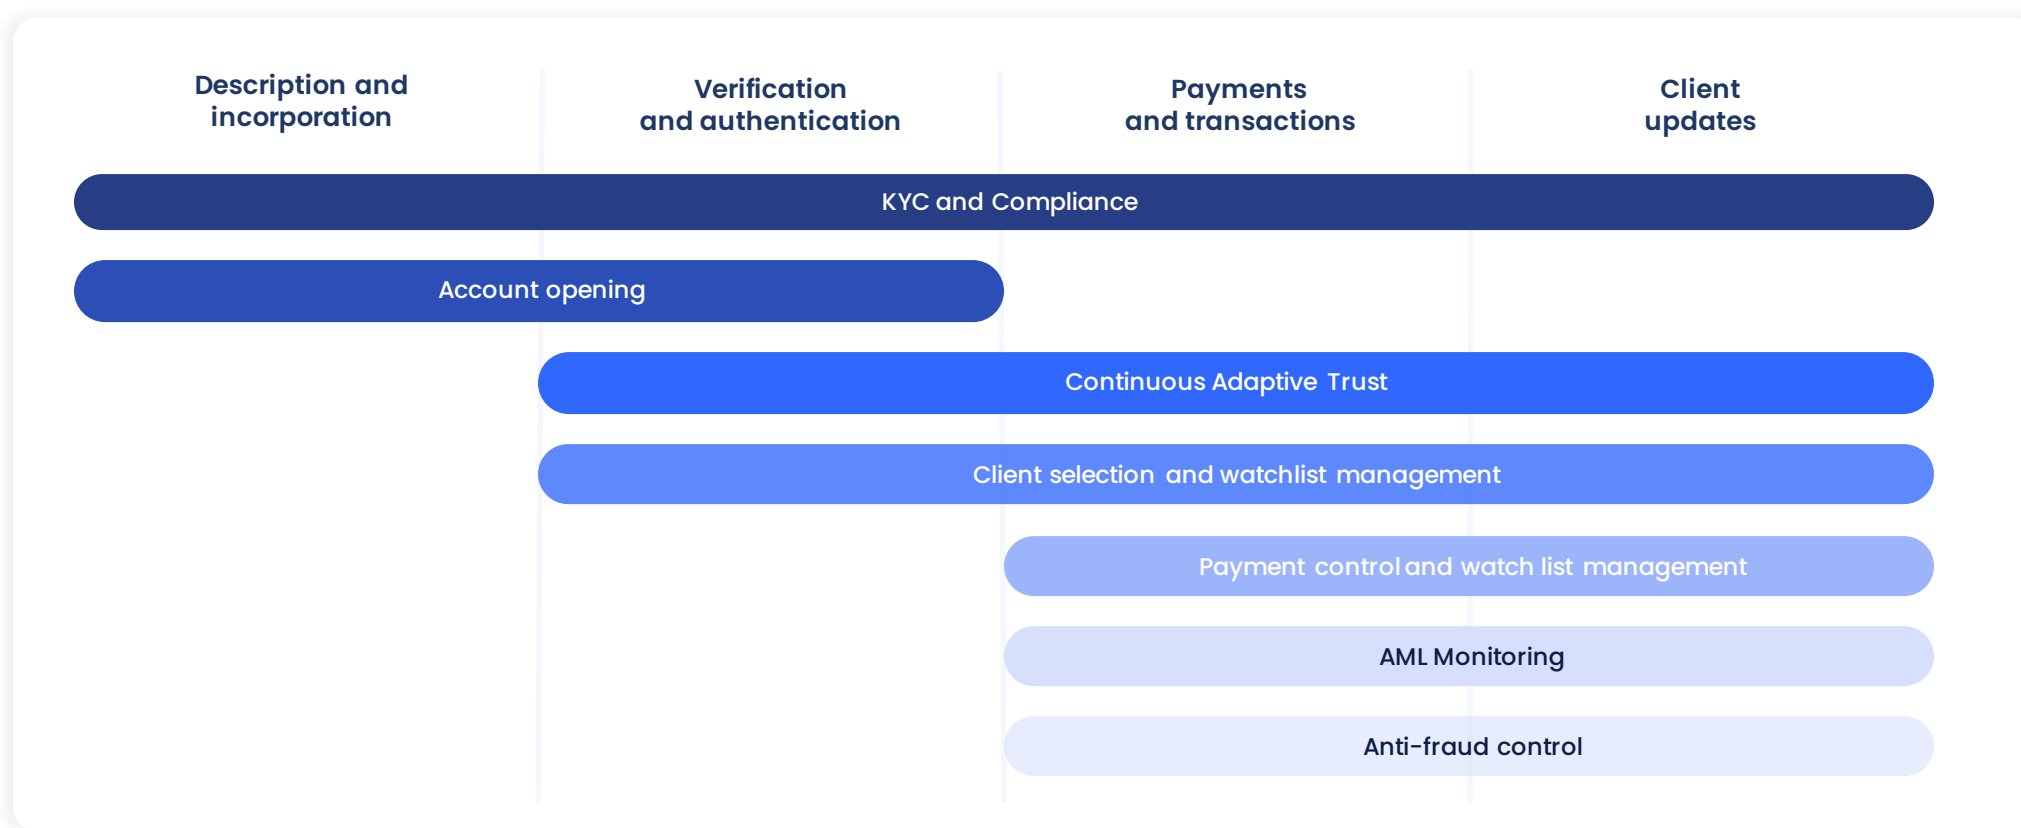 Description and
incorporation
Verification
and authentication
Payments
and transactions
Client
updates
KYC and Compliance
Account opening
Continuous Adaptive Trust
Client selection and watchlist management
Payment control and watch list management
AML Monitoring
Anti-fraud control